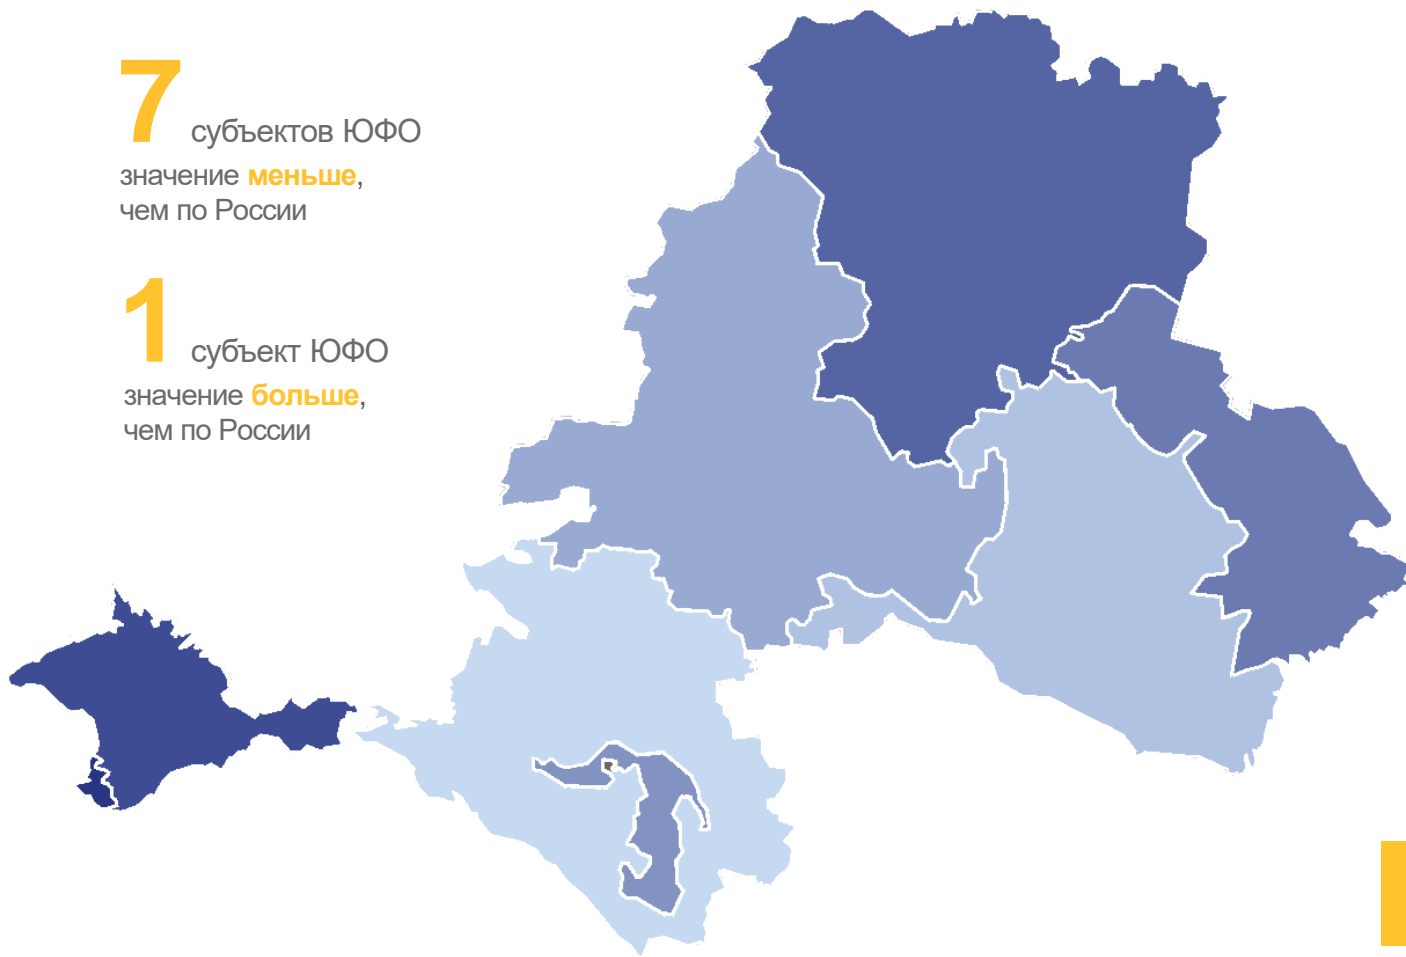 7 субъектов ЮФО
значение меньше,
чем по России
1 субъект ЮФО
значение больше,
чем по России